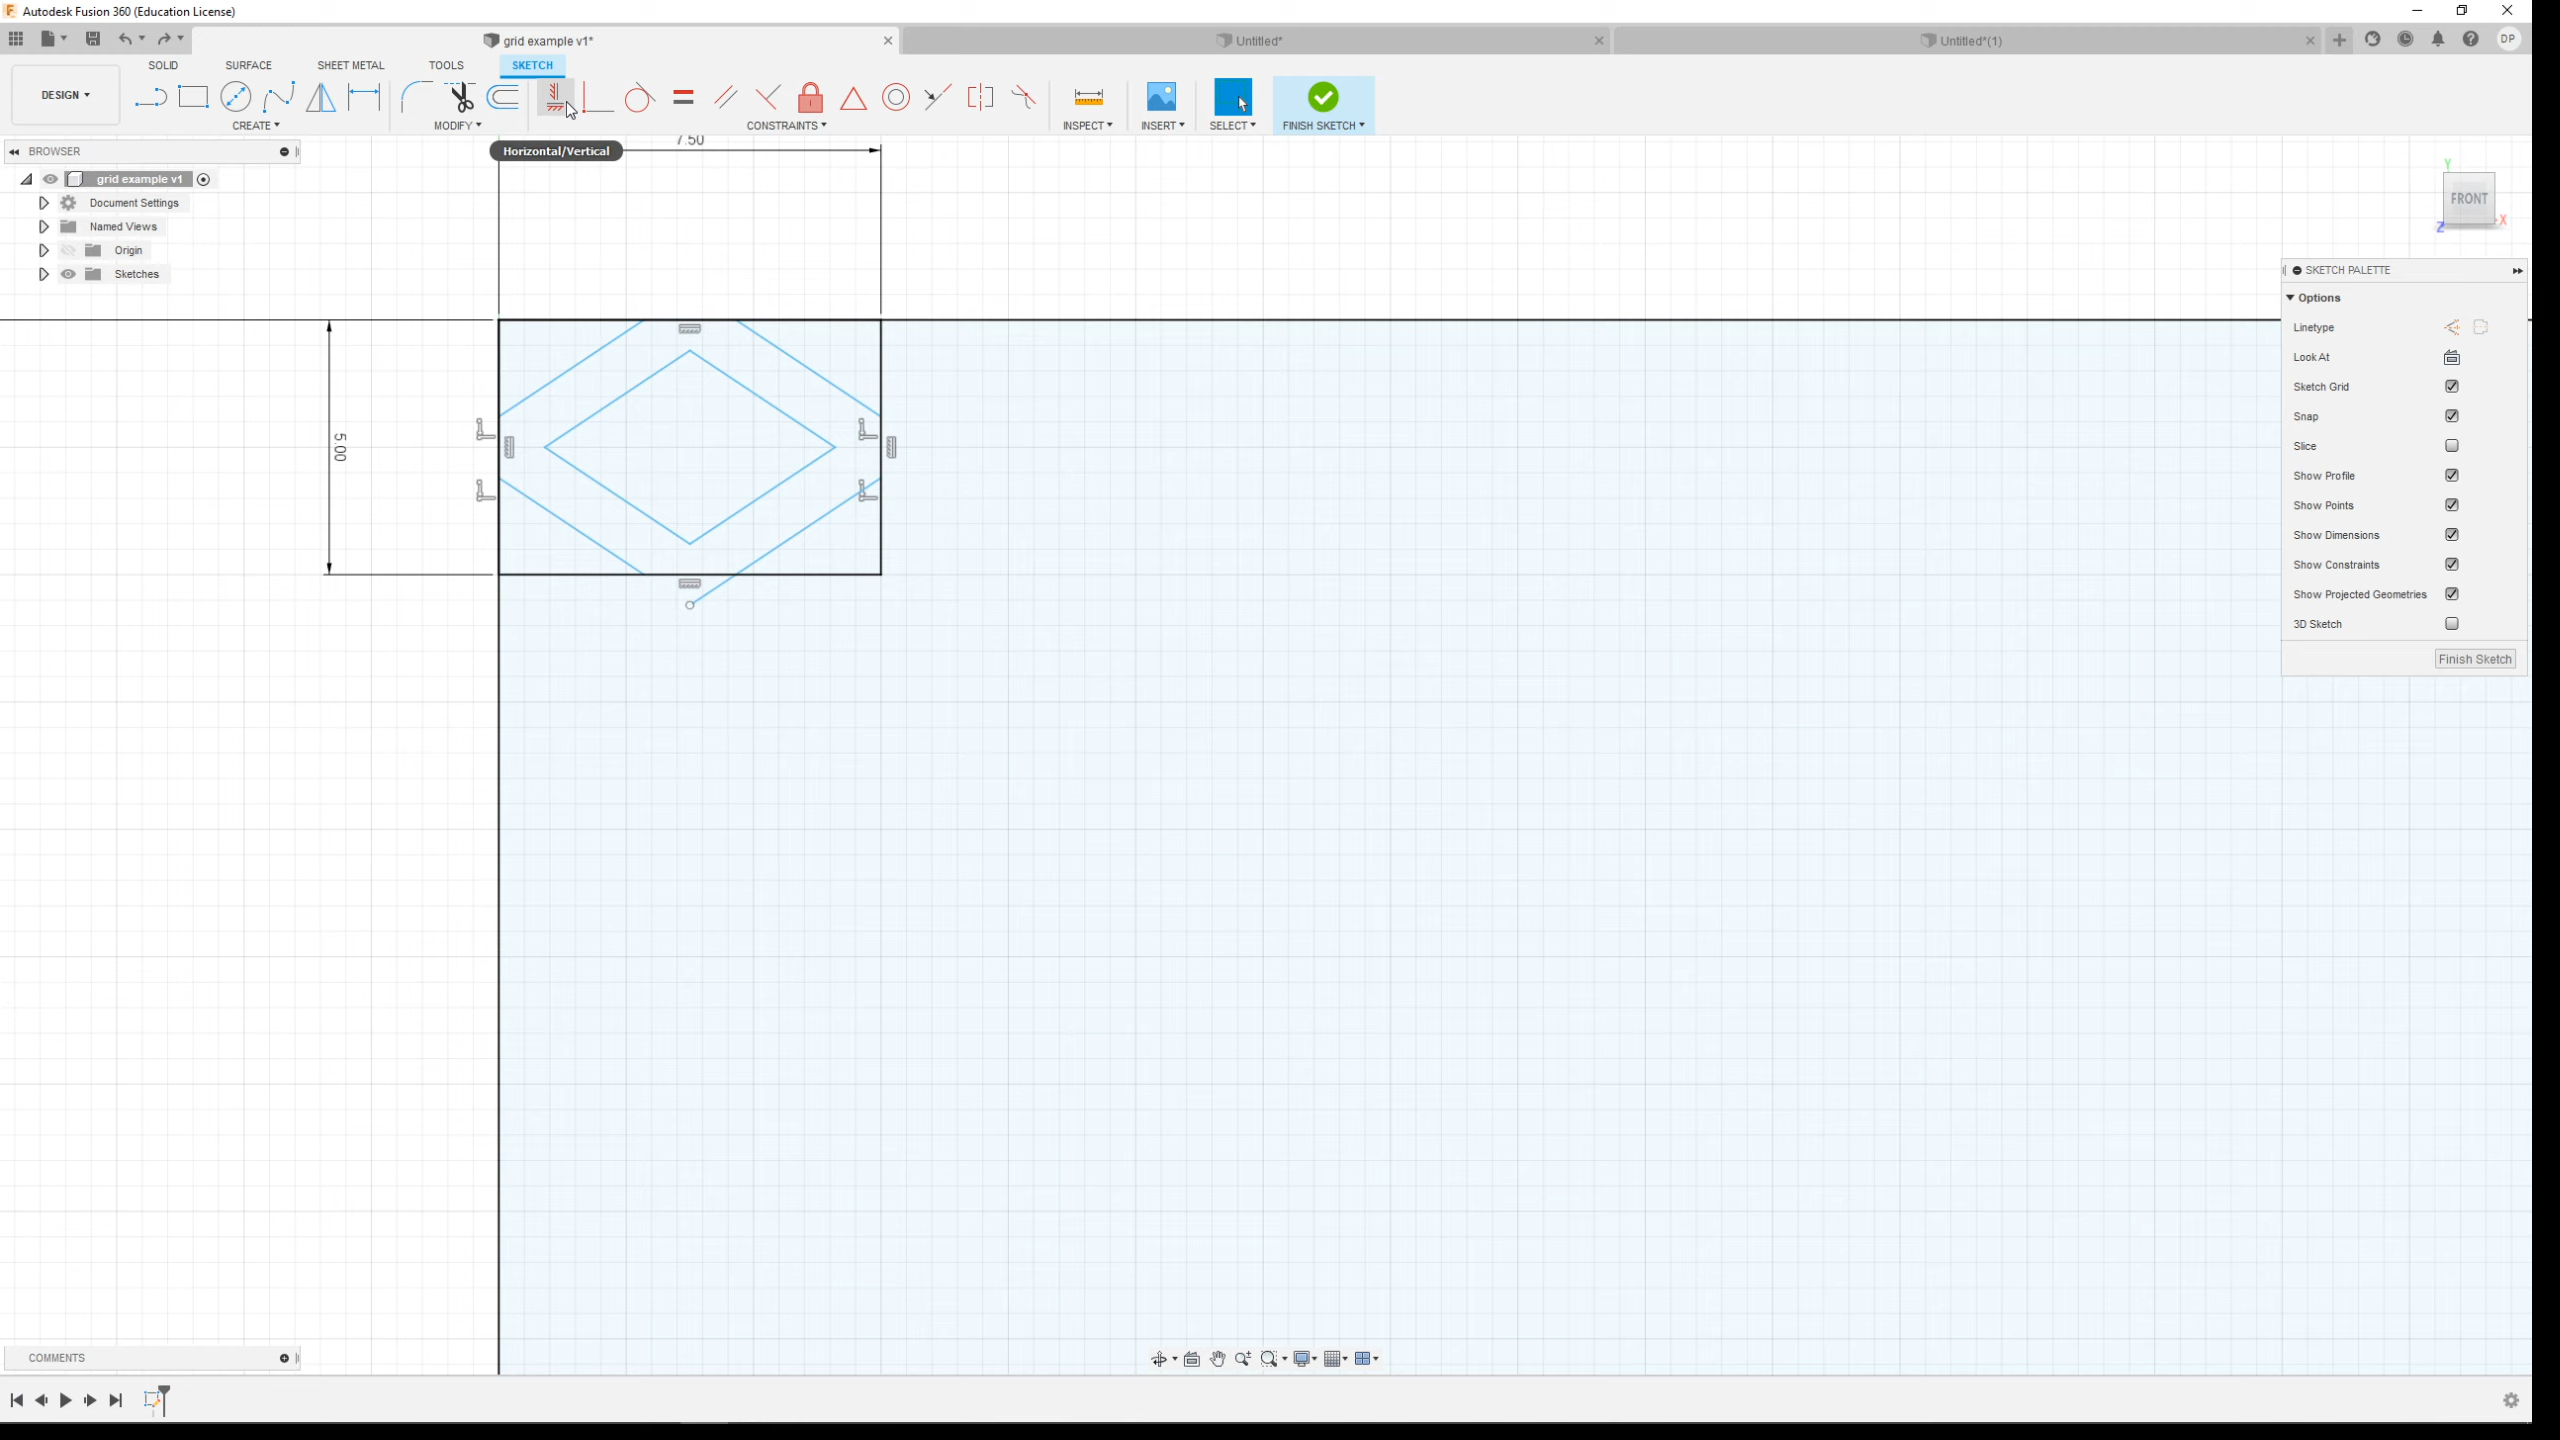 Autodesk Fusion 360 (Education License)
grid example v1*
Untitled*
Untitled*(1)
DP
SOLID
SURFACE
SHEET METAL
TOOLS
SKETCH
DESIGN
CREATE
MODIFY
CONSTRAINTS
INSPECT
INSERT
SELECT
FINISH SKETCH
BROWSER
Horizontal/Vertical
7.50
grid example v1
Document Settings
Named Views
Origin
Sketches
Y
FRONT
X
Z
SKETCH PALETTE
Options
Linetype
Look At
Sketch Grid
Snap
Slice
Show Profile
Show Points
Show Dimensions
Show Constraints
Show Projected Geometries
3D Sketch
Finish Sketch
5.00
COMMENTS